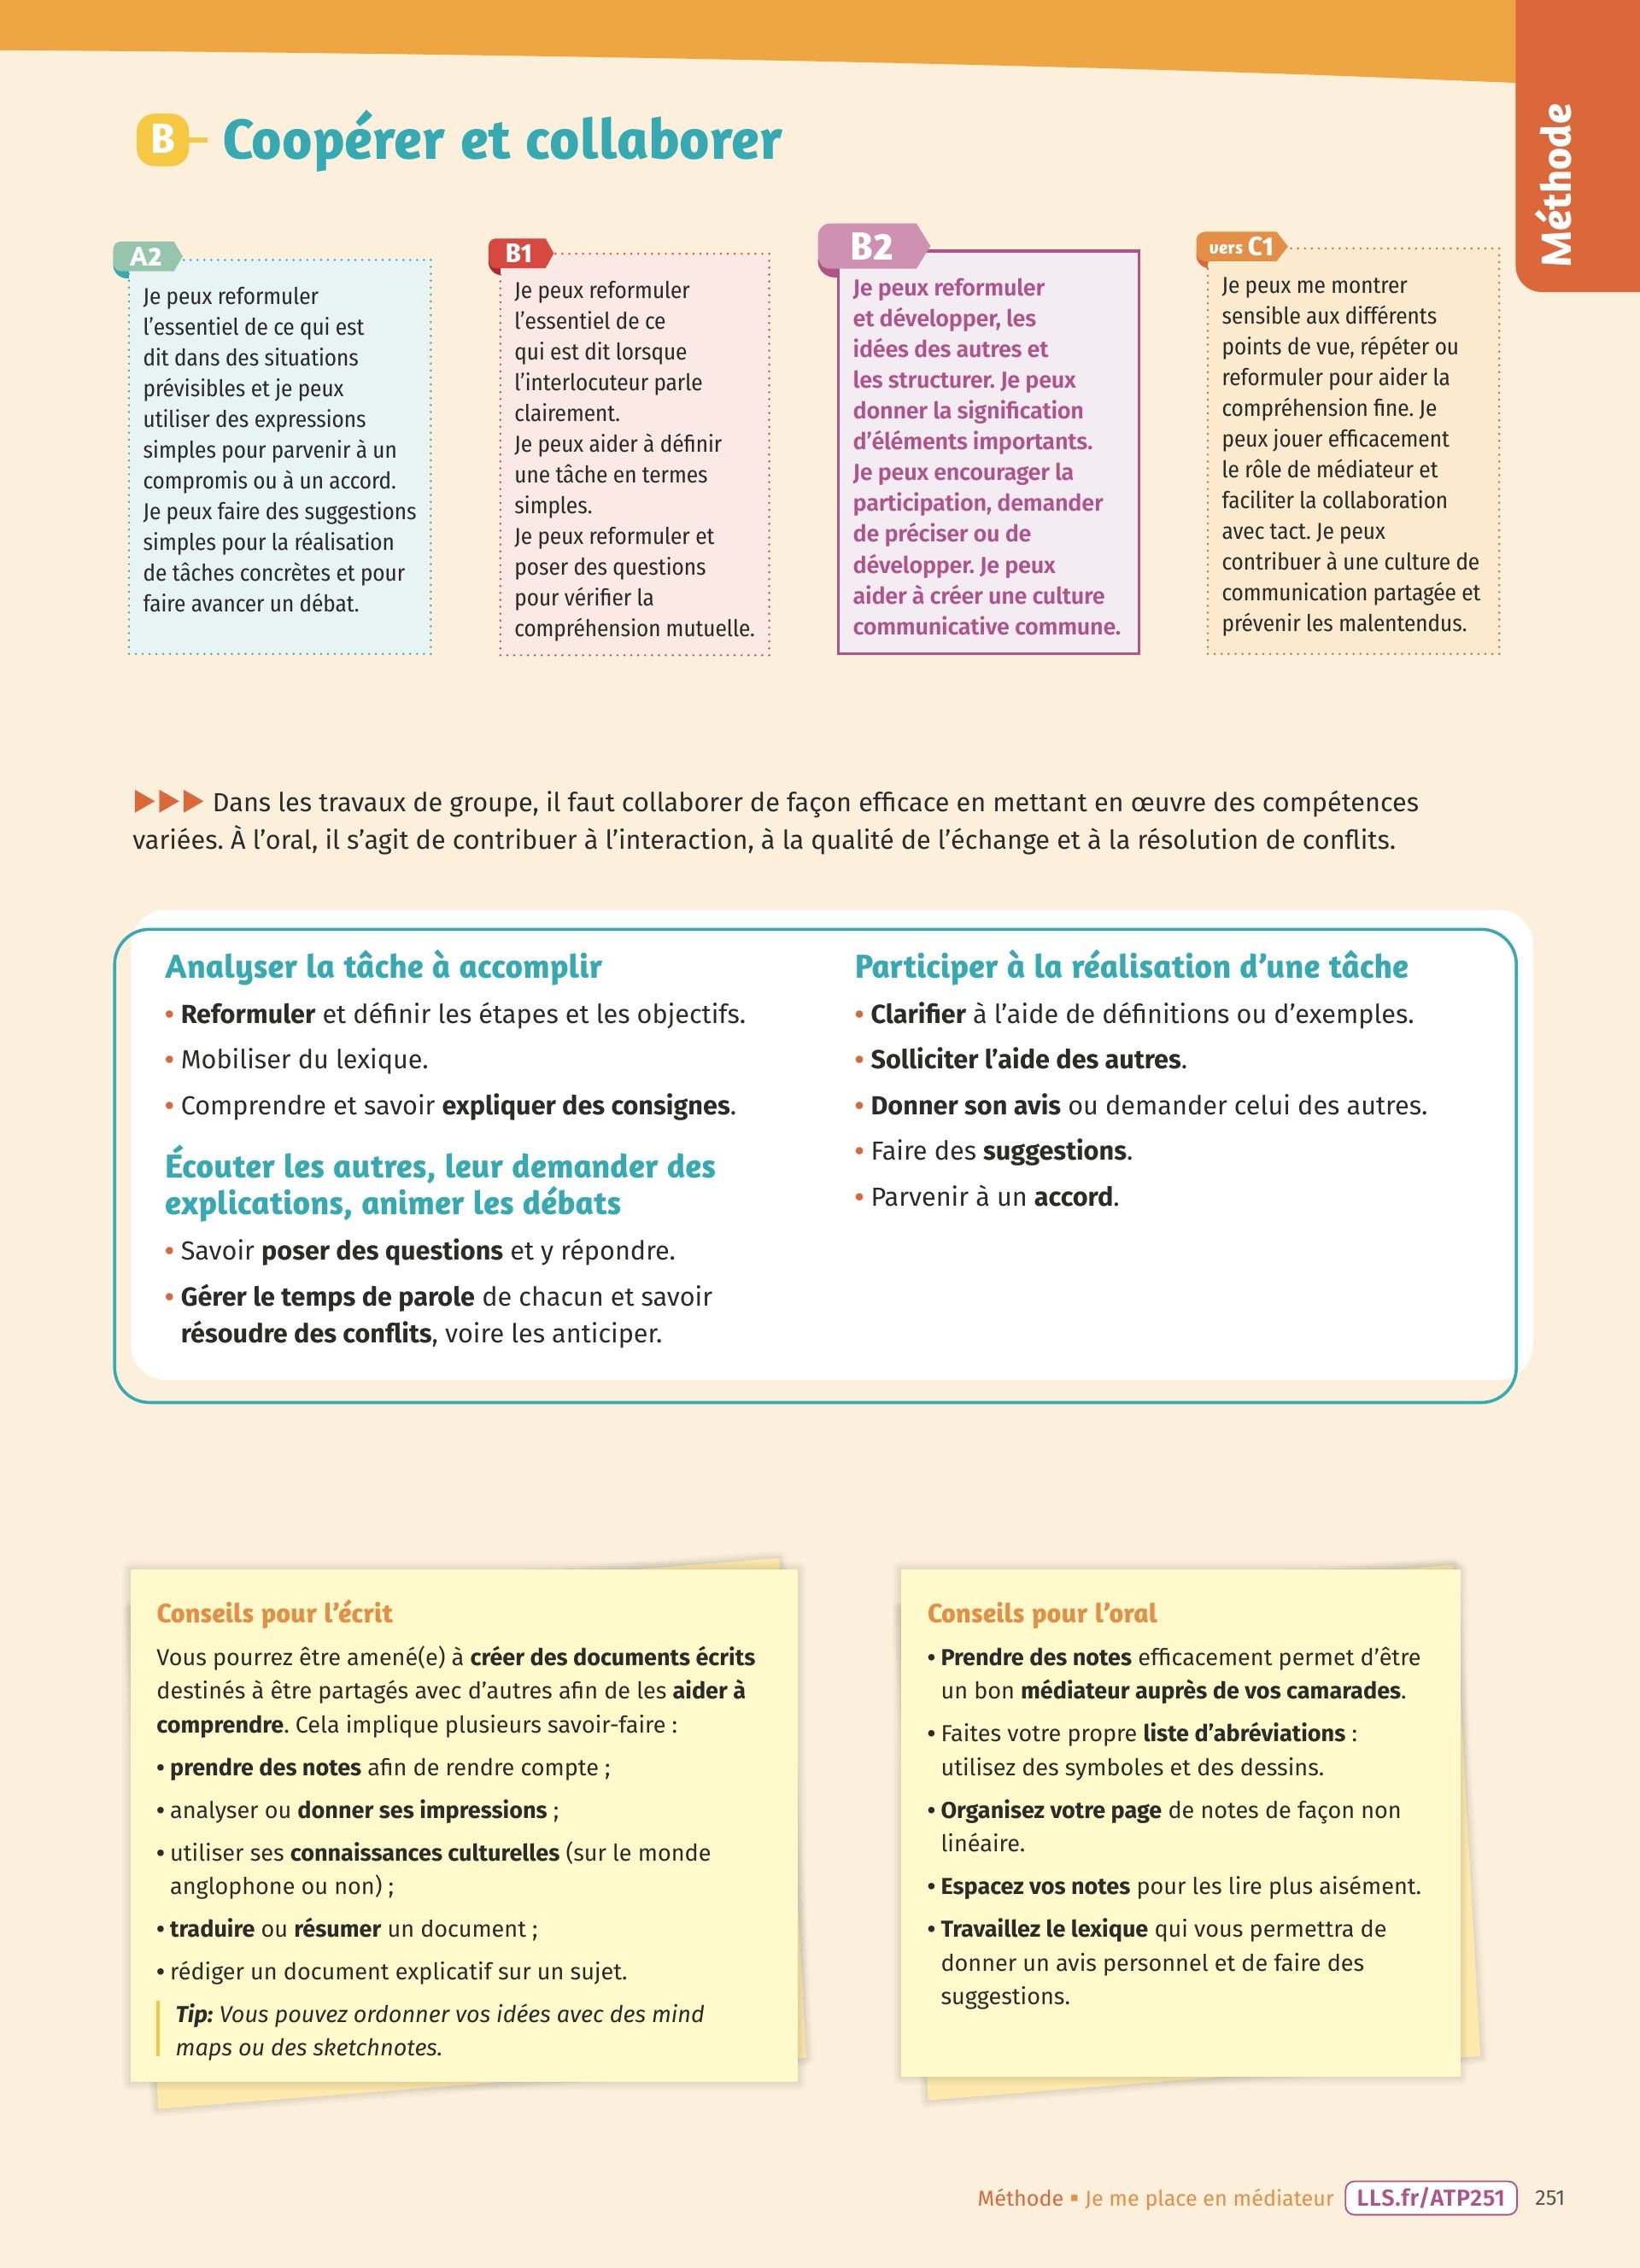 Méthode
B
Coopérer et collaborer
A2
Je peux reformuler
l’essentiel de ce qui est
dit dans des situations
prévisibles et je peux
utiliser des expressions
simples pour parvenir à un
compromis ou à un accord.
Je peux faire des suggestions
simples pour la réalisation
de tâches concrètes et pour
faire avancer un débat.
B1
Je peux reformuler
l’essentiel de ce
qui est dit lorsque
l’interlocuteur parle
clairement.
Je peux aider à définir
une tâche en termes
simples.
Je peux reformuler et
poser des questions
pour vérifier la
compréhension mutuelle.
B2
Je peux reformuler
et développer, les
idées des autres et
les structurer. Je peux
donner la signification
d’éléments importants.
Je peux encourager la
participation, demander
de préciser ou de
développer. Je peux
aider à créer une culture
communicative commune.
vers C1
Je peux me montrer
sensible aux différents
points de vue, répéter ou
reformuler pour aider la
compréhension fine. Je
peux jouer efficacement
le rôle de médiateur et
faciliter la collaboration
avec tact. Je peux
contribuer à une culture de
communication partagée et
prévenir les malentendus.
▶▶▶ Dans les travaux de groupe, il faut collaborer de façon efficace en mettant en œuvre des compétences
variées. À l’oral, il s’agit de contribuer à l’interaction, à la qualité de l’échange et à la résolution de conflits.
Analyser la tâche à accomplir
• Reformuler et définir les étapes et les objectifs.
• Mobiliser du lexique.
• Comprendre et savoir expliquer des consignes.
Écouter les autres, leur demander des
explications, animer les débats
• Savoir poser des questions et y répondre.
• Gérer le temps de parole de chacun et savoir
résoudre des conflits, voire les anticiper.
Participer à la réalisation d’une tâche
• Clarifier à l’aide de définitions ou d’exemples.
• Solliciter l’aide des autres.
• Donner son avis ou demander celui des autres.
• Faire des suggestions.
• Parvenir à un accord.
Conseils pour l’écrit
Vous pourrez être amené(e) à créer des documents écrits
destinés à être partagés avec d’autres afin de les aider à
comprendre. Cela implique plusieurs savoir-faire :
• prendre des notes afin de rendre compte ;
• analyser ou donner ses impressions ;
• utiliser ses connaissances culturelles (sur le monde
anglophone ou non) ;
• traduire ou résumer un document ;
• rédiger un document explicatif sur un sujet.
Tip: Vous pouvez ordonner vos idées avec des mind
maps ou des sketchnotes.
Conseils pour l’oral
• Prendre des notes efficacement permet d’être
un bon médiateur auprès de vos camarades.
• Faites votre propre liste d’abréviations :
utilisez des symboles et des dessins.
• Organisez votre page de notes de façon non
linéaire.
• Espacez vos notes pour les lire plus aisément.
• Travaillez le lexique qui vous permettra de
donner un avis personnel et de faire des
suggestions.
Méthode ▪ Je me place en médiateur LLS.fr/ATP251 251